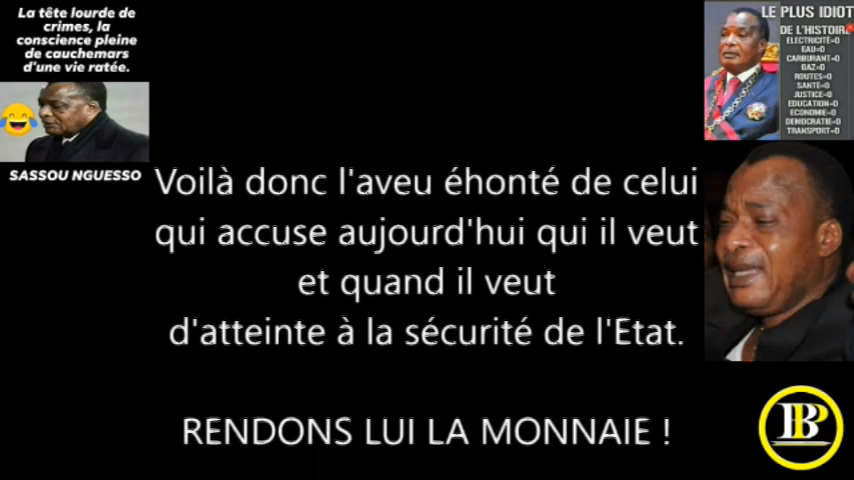 La tête lourde de
crimes, la
conscience pleine
de cauchemars
d'une vie ratée.
SASSOU NGUESSO
LE PLUS IDIOT
DE L'HISTOIRE
ELECTRICITÉ=0
EAU=0
CARBURANT=0
GAZ=0
ROUTES=0
SANTÉ=0
JUSTICE=0
EDUCATION=0
ECONOMIE=0
DEMOCRATIE=0
TRANSPORT=0
Voilà donc l'aveu éhonté de celui
qui accuse aujourd'hui qui il veut
et quand il veut
d'atteinte à la sécurité de l'Etat.
RENDONS LUI LA MONNAIE !
BP